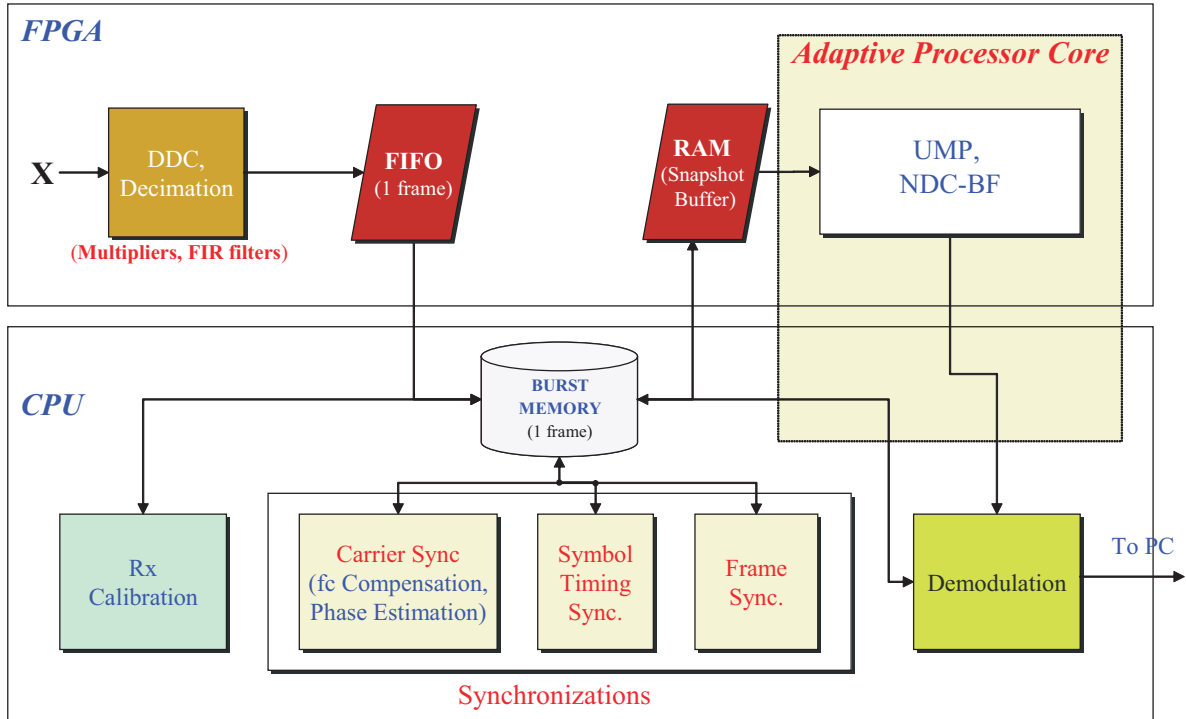 FPGA
Adaptive Processor Core
X
DDC,
Decimation
(Multipliers, FIR filters)
FIFO
(1 frame)
RAM
(Snapshot
Buffer)
UMP,
NDC-BF
CPU
BURST
MEMORY
(1 frame)
Rx
Calibration
Carrier Sync
(fc Compensation,
Phase Estimation)
Symbol
Timing
Sync.
Frame
Sync.
Synchronizations
Demodulation
To PC